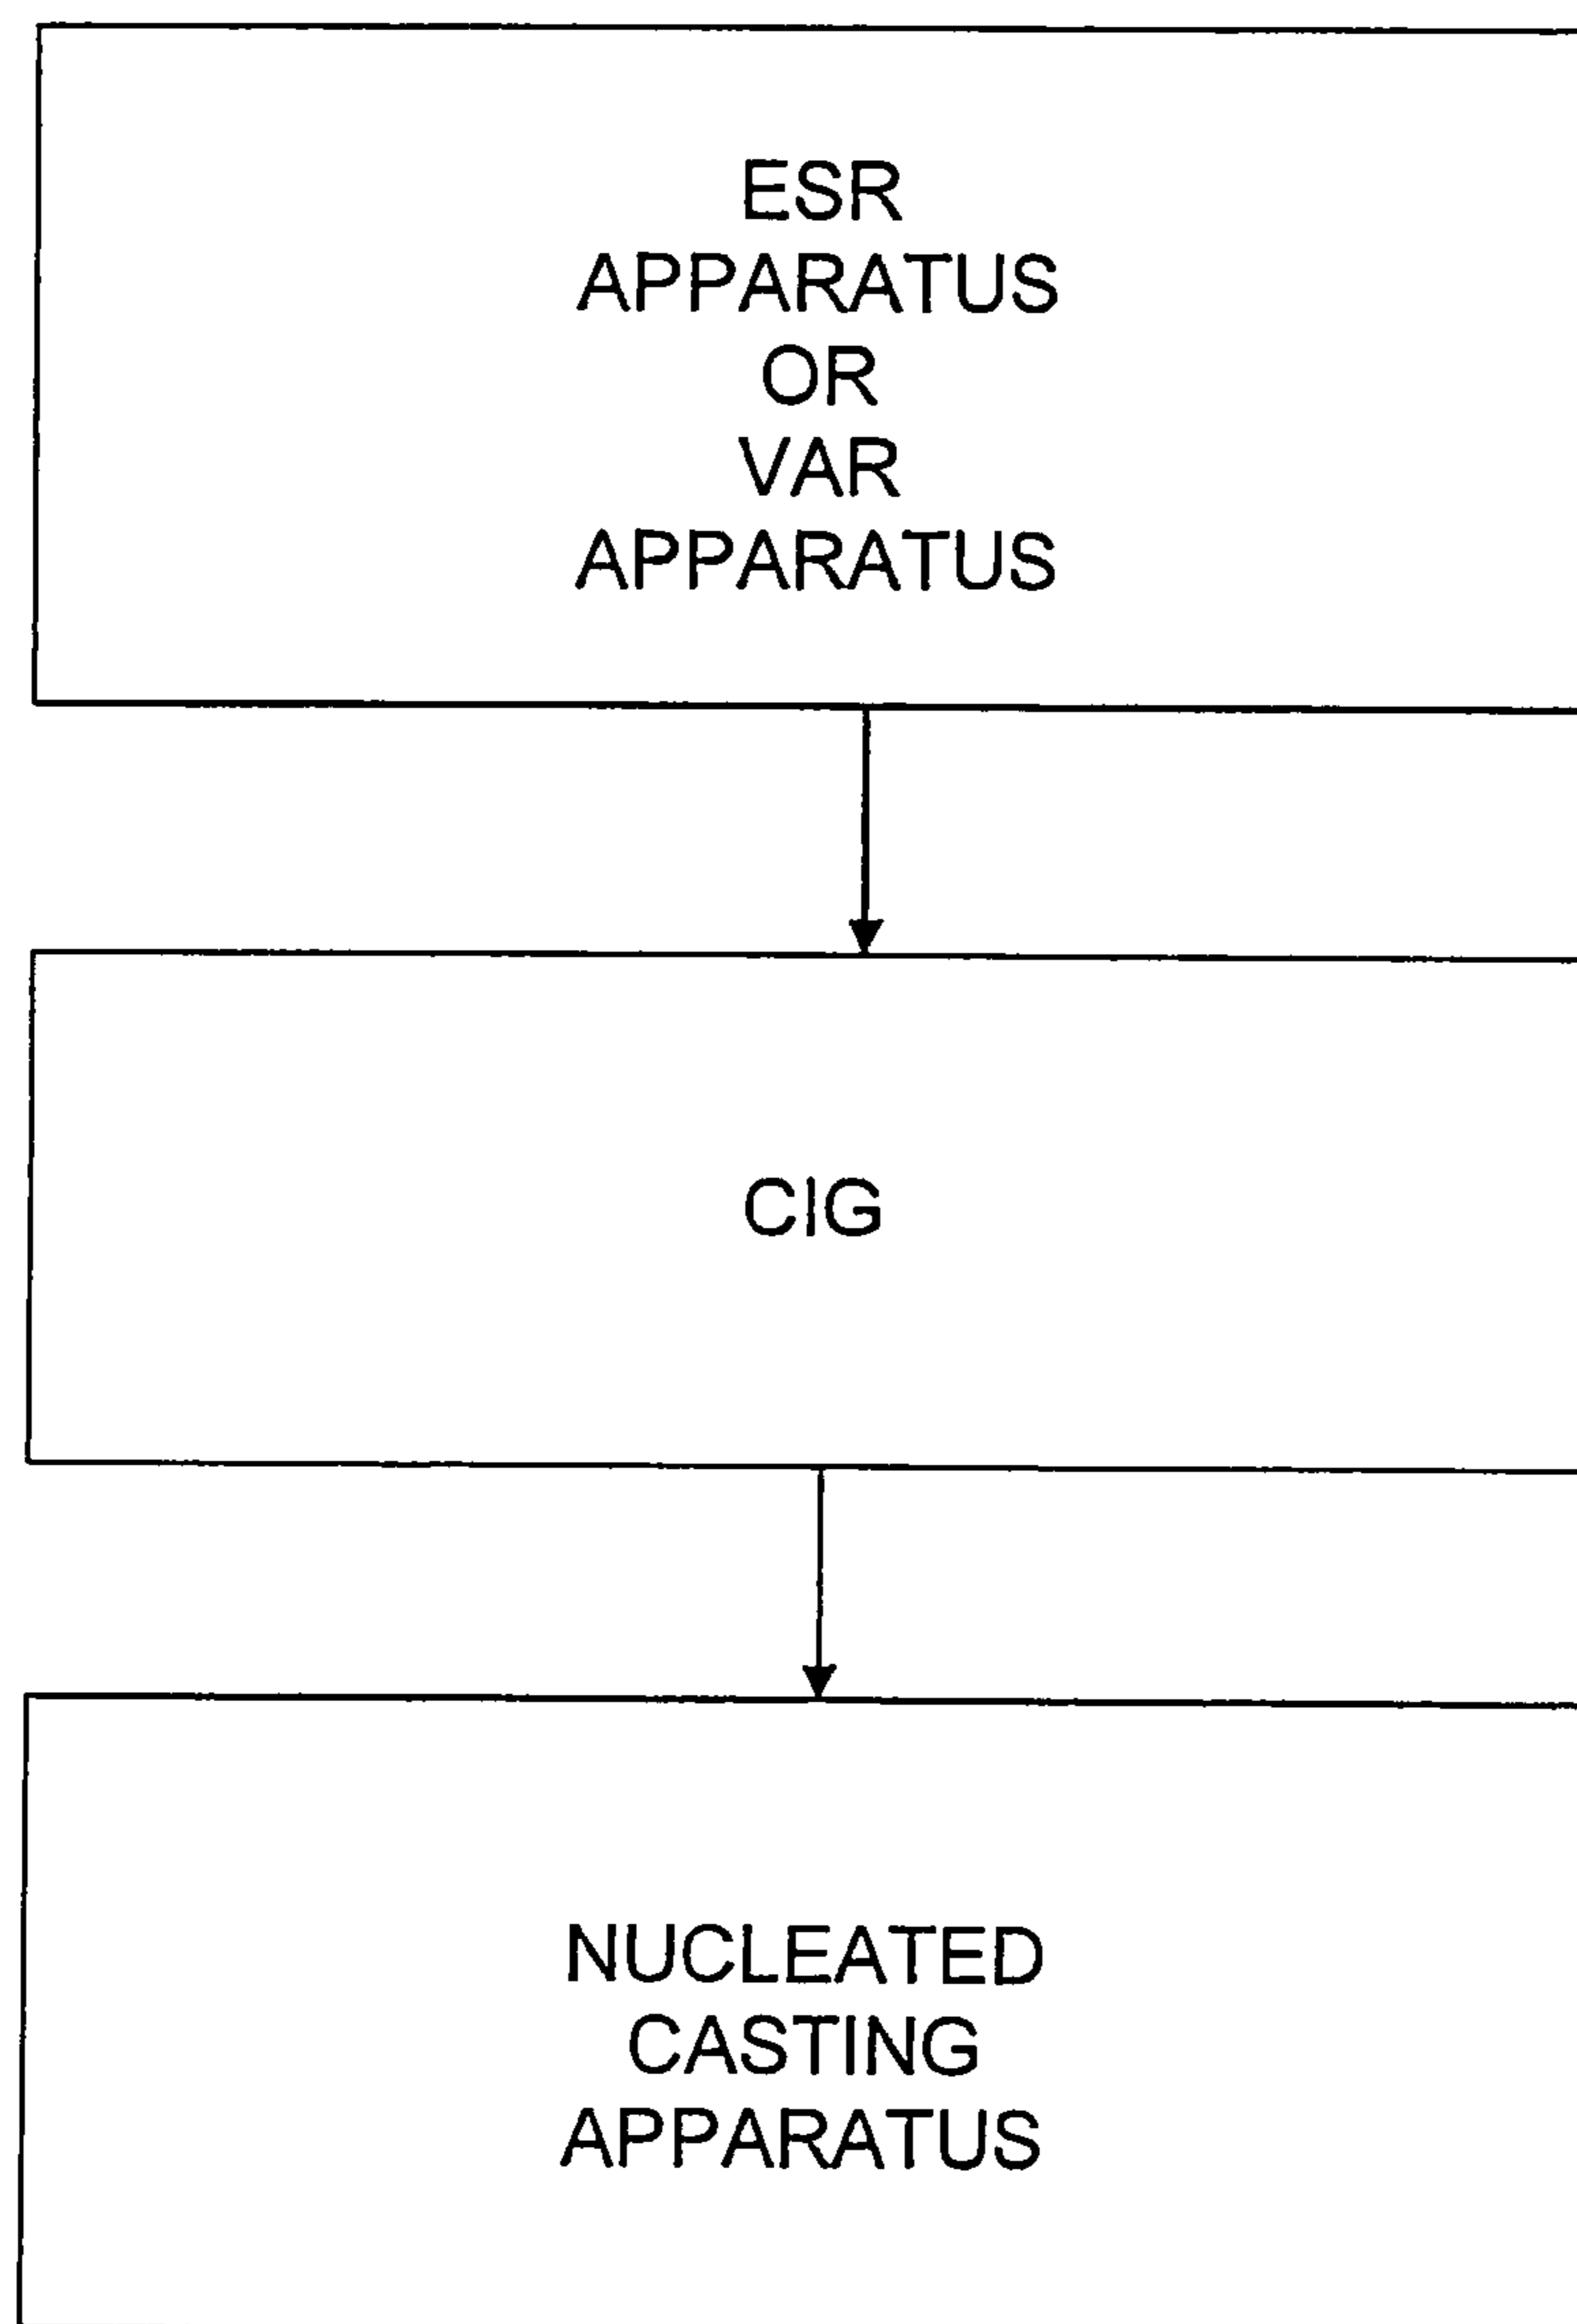 ESR
APPARATUS
OR
VAR
APPARATUS
CIG
NUCLEATED
CASTING
APPARATUS